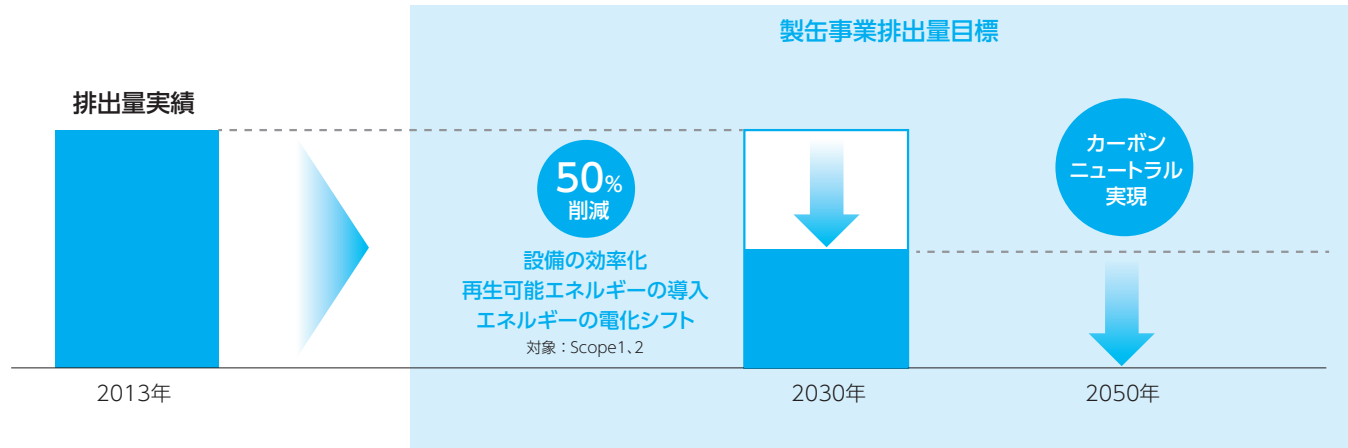 製缶事業排出量目標
排出量実績
50%
削減
設備の効率化
再生可能エネルギーの導入
エネルギーの電化シフト
対象：Scope1、2
カーボン
ニュートラル
実現
2013年
2030年
2050年